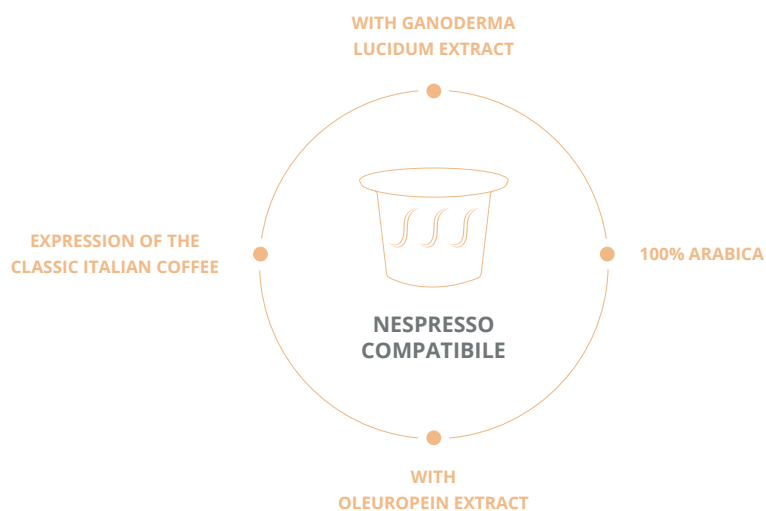 WITH GANODERMA
LUCIDUM EXTRACT
EXPRESSION OF THE
CLASSIC ITALIAN COFFEE
100% ARABICA
NESPRESSO
COMPATIBILE
WITH
OLEUROPEIN EXTRACT